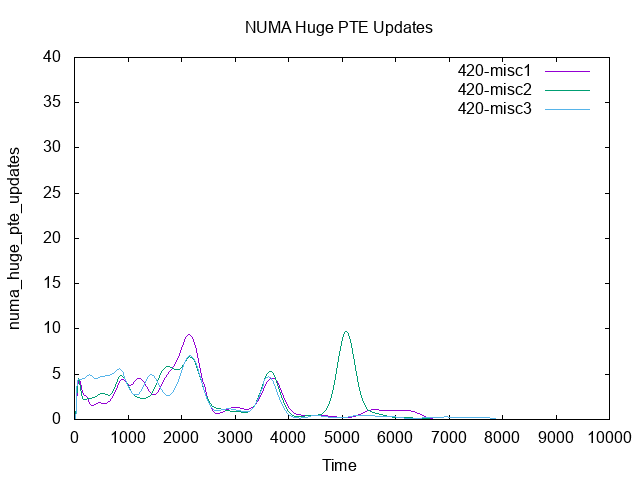 NUMA Huge PTE Updates
40
35
30
25
20
15
10
5
0
numa_huge_pte_updates
420-misc1
420-misc2
420-misc3
0 1000 2000 3000 4000 5000 6000 7000 8000 9000 10000
Time